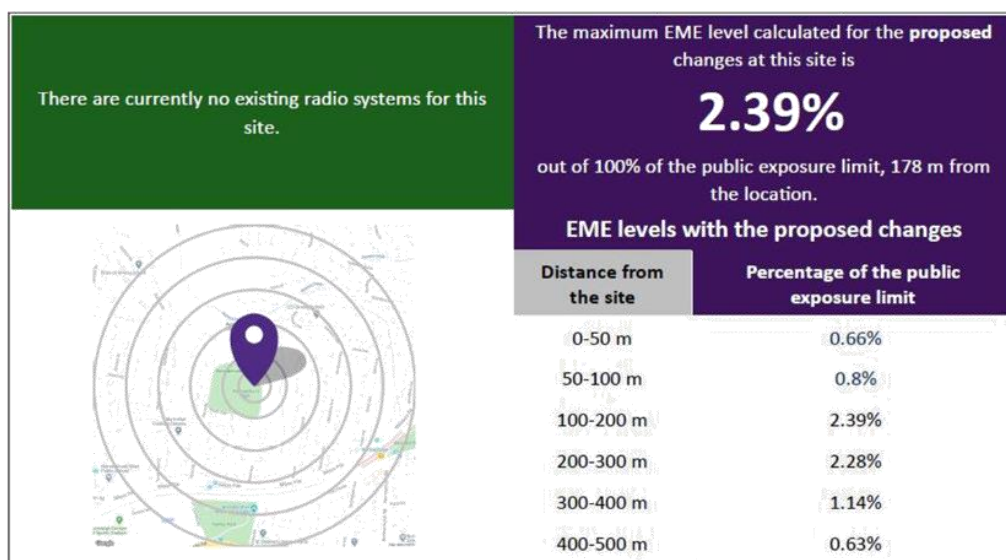 There are currently no existing radio systems for this
site.
The maximum EME level calculated for the proposed
changes at this site is
2.39%
out of 100% of the public exposure limit, 178 m from
the location.
EME levels with the proposed changes
Distance from
the site
Percentage of the public
exposure limit
0-50 m 0.66%
50-100 m 0.8%
100-200 m 2.39%
200-300 m 2.28%
300-400 m 1.14%
400-500 m 0.63%
Google